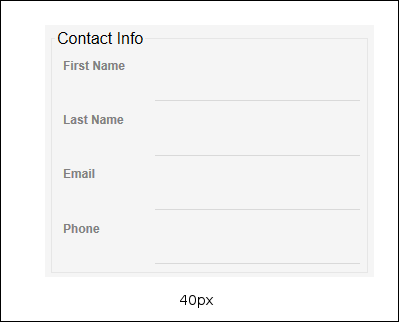 Contact Info
First Name
Last Name
Email
Phone
40px